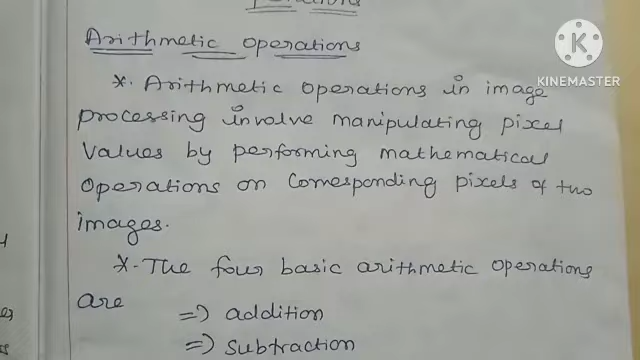 Arithmetic operations
*. Arithmetic operations in image
processing involve manipulating pixel
values by performing mathematical
operations on corresponding pixels of two
images.
*. The four basic arithmetic operations
are
=> addition
=> subtraction
K
KINEMASTER